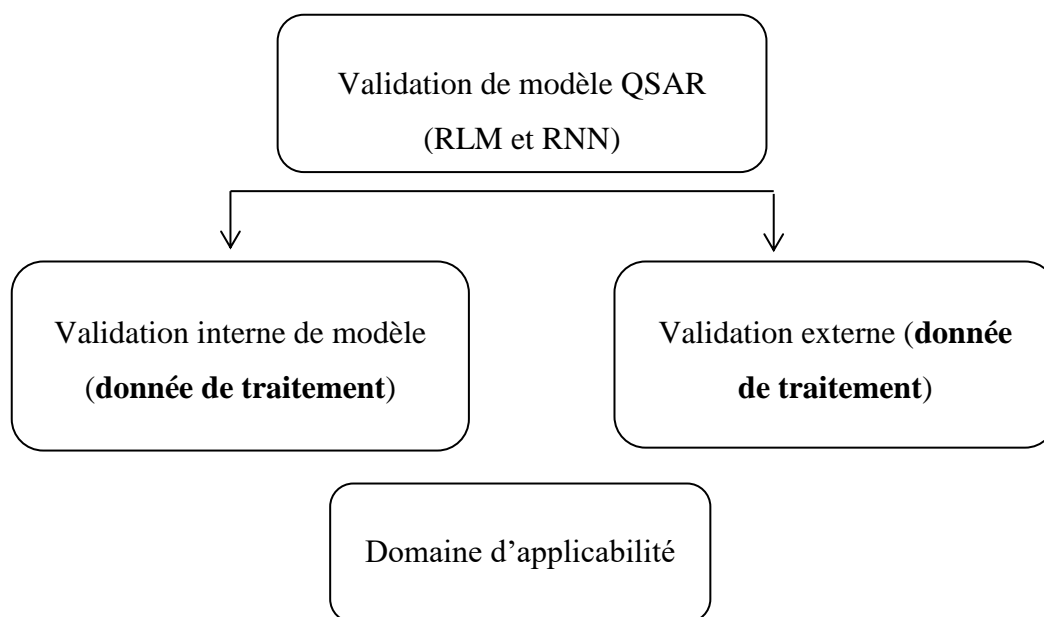 Validation de modèle QSAR
(RLM et RNN)
Validation interne de modèle
(donnée de traitement)
Validation externe (donnée
de traitement)
Domaine d’applicabilité